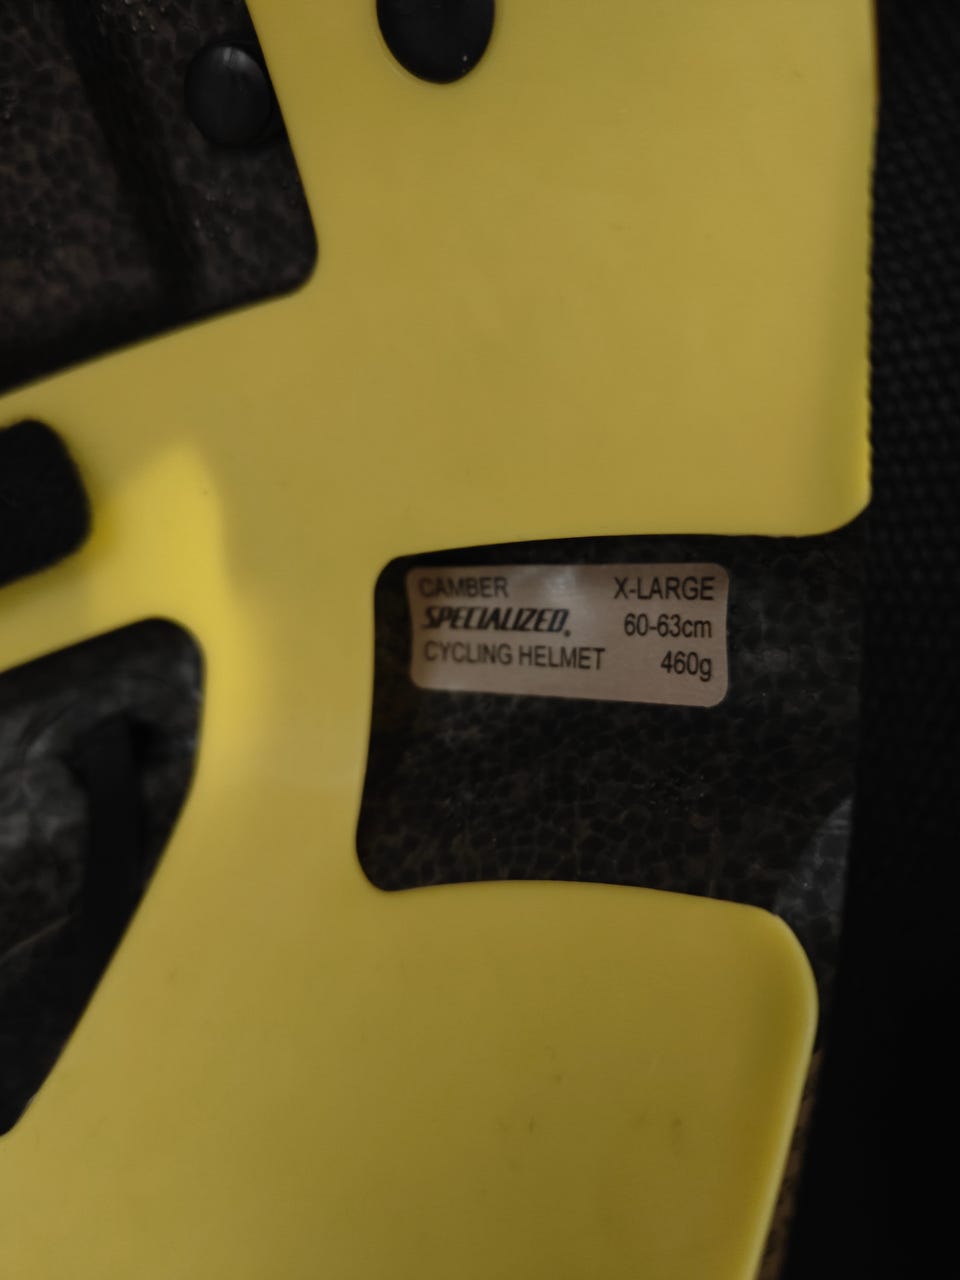 CAMBER X-LARGE
SPECIALIZED. 60-63cm
CYCLING HELMET 460g